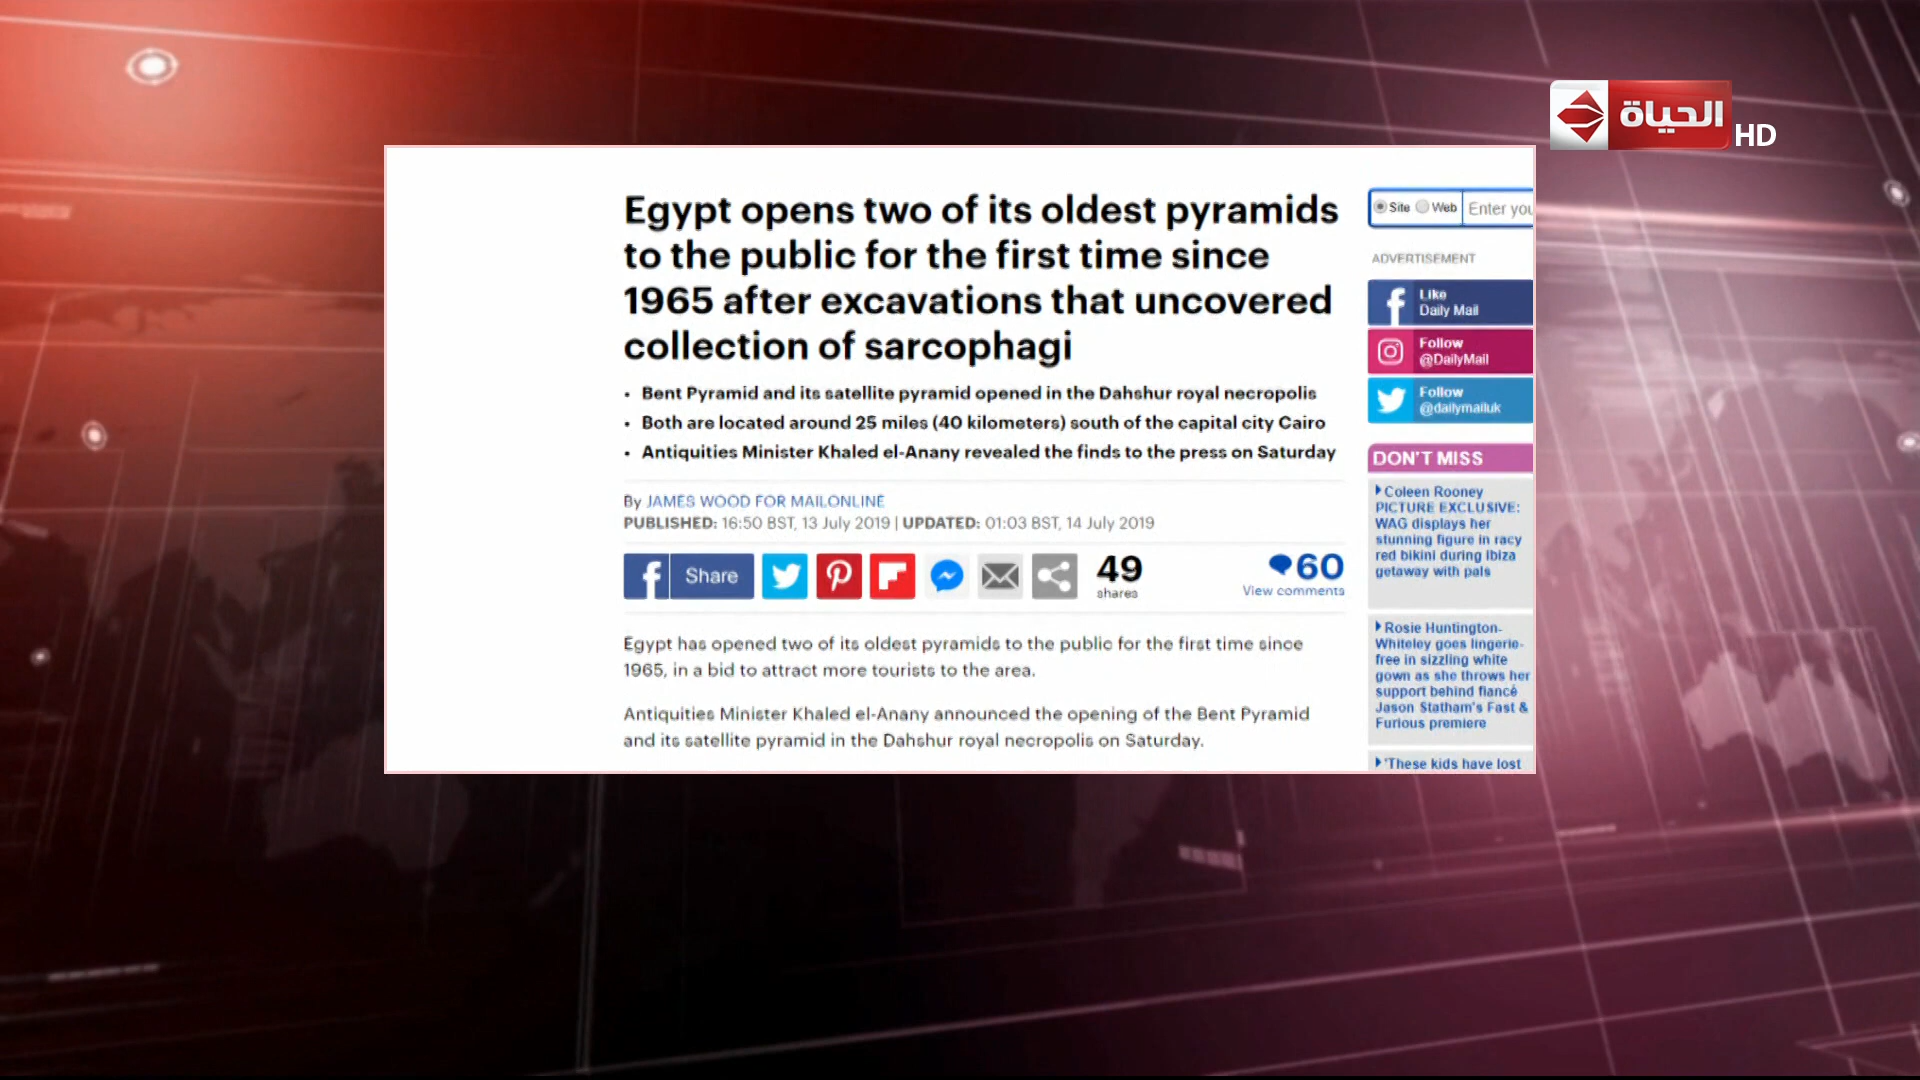 الحياة
HD
Egypt opens two of its oldest pyramids
to the public for the first time since
1965 after excavations that uncovered
collection of sarcophagi
• Bent Pyramid and its satellite pyramid opened in the Dahshur royal necropolis
• Both are located around 25 miles (40 kilometers) south of the capital city Cairo
• Antiquities Minister Khaled el-Anany revealed the finds to the press on Saturday
By JAMES WOOD FOR MAILONLINE
PUBLISHED: 16:50 BST, 13 July 2019 | UPDATED: 01:03 BST, 14 July 2019
Share
49
shares
60
View comments
Egypt has opened two of its oldest pyramids to the public for the first time since
1965, in a bid to attract more tourists to the area.
Antiquities Minister Khaled el-Anany announced the opening of the Bent Pyramid
and its satellite pyramid in the Dahshur royal necropolis on Saturday.
Site Web Enter you
ADVERTISEMENT
Like
Daily Mail
Follow
@DailyMail
Follow
@dailymailuk
DON'T MISS
Coleen Rooney
PICTURE EXCLUSIVE:
WAG displays her
stunning figure in racy
red bikini during Ibiza
getaway with pals
Rosie Huntington-
Whiteley goes lingerie-
free in sizzling white
gown as she throws her
support behind fiancé
Jason Statham's Fast &
Furious premiere
'These kids have lost